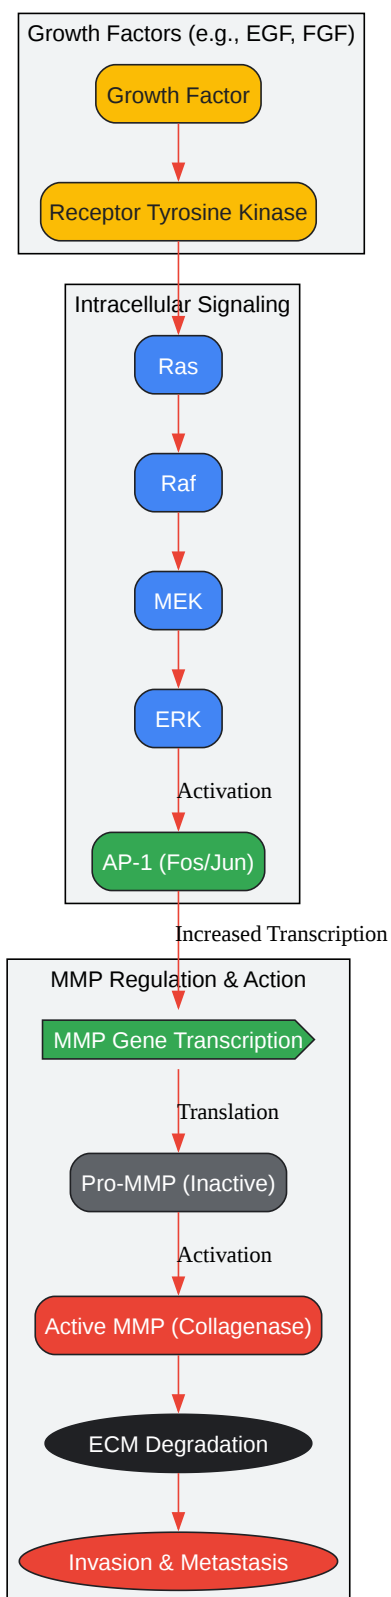 Growth Factors (e.g., EGF, FGF)
Growth Factor
Receptor Tyrosine Kinase
Intracellular Signaling
Ras
Raf
MEK
ERK
Activation
AP-1 (Fos/Jun)
Increased Transcription
MMP Regulation & Action
MMP Gene Transcription
Translation
Pro-MMP (Inactive)
Activation
Active MMP (Collagenase)
ECM Degradation
Invasion & Metastasis